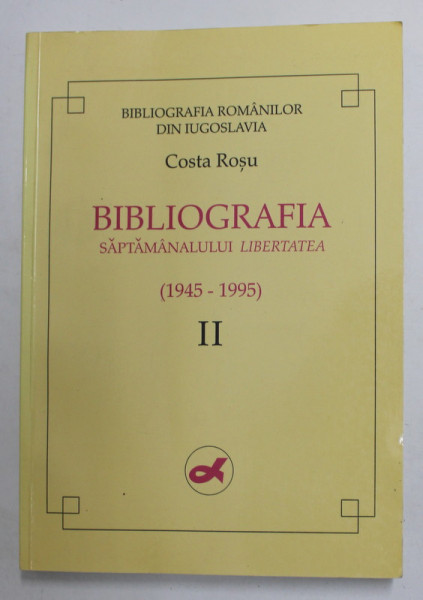 BIBLIOGRAFIA ROMÂNILOR
DIN IUGOSLAVIA
Costa Roșu
BIBLIOGRAFIA
SĂPTĂMÂNALULUI LIBERTATEA
(1945 - 1995)
II